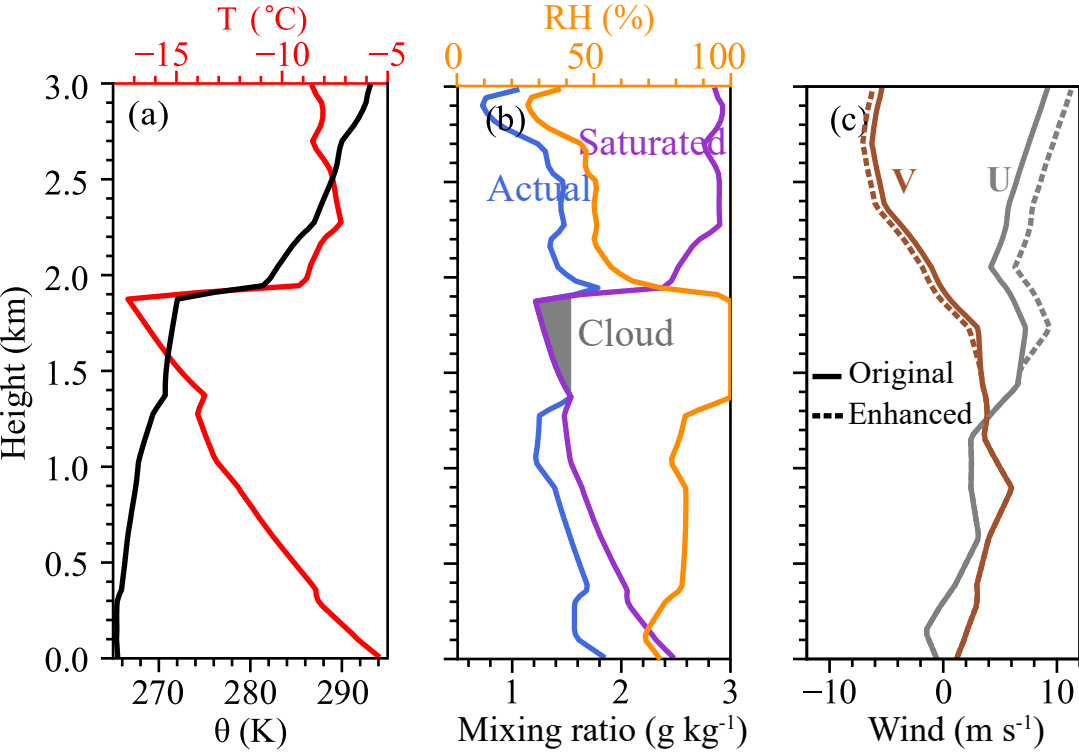 T (°C)
RH (%)
−15 −10 −5
0 50 100
(a)
(b)
(c)
3.0
2.5
2.0
1.5
1.0
0.5
0.0
Height (km)
Saturated
Actual
Cloud
V
U
Original
Enhanced
270 280 290
1 2 3
−10 0 10
θ (K)
Mixing ratio (g kg-1)
Wind (m s-1)